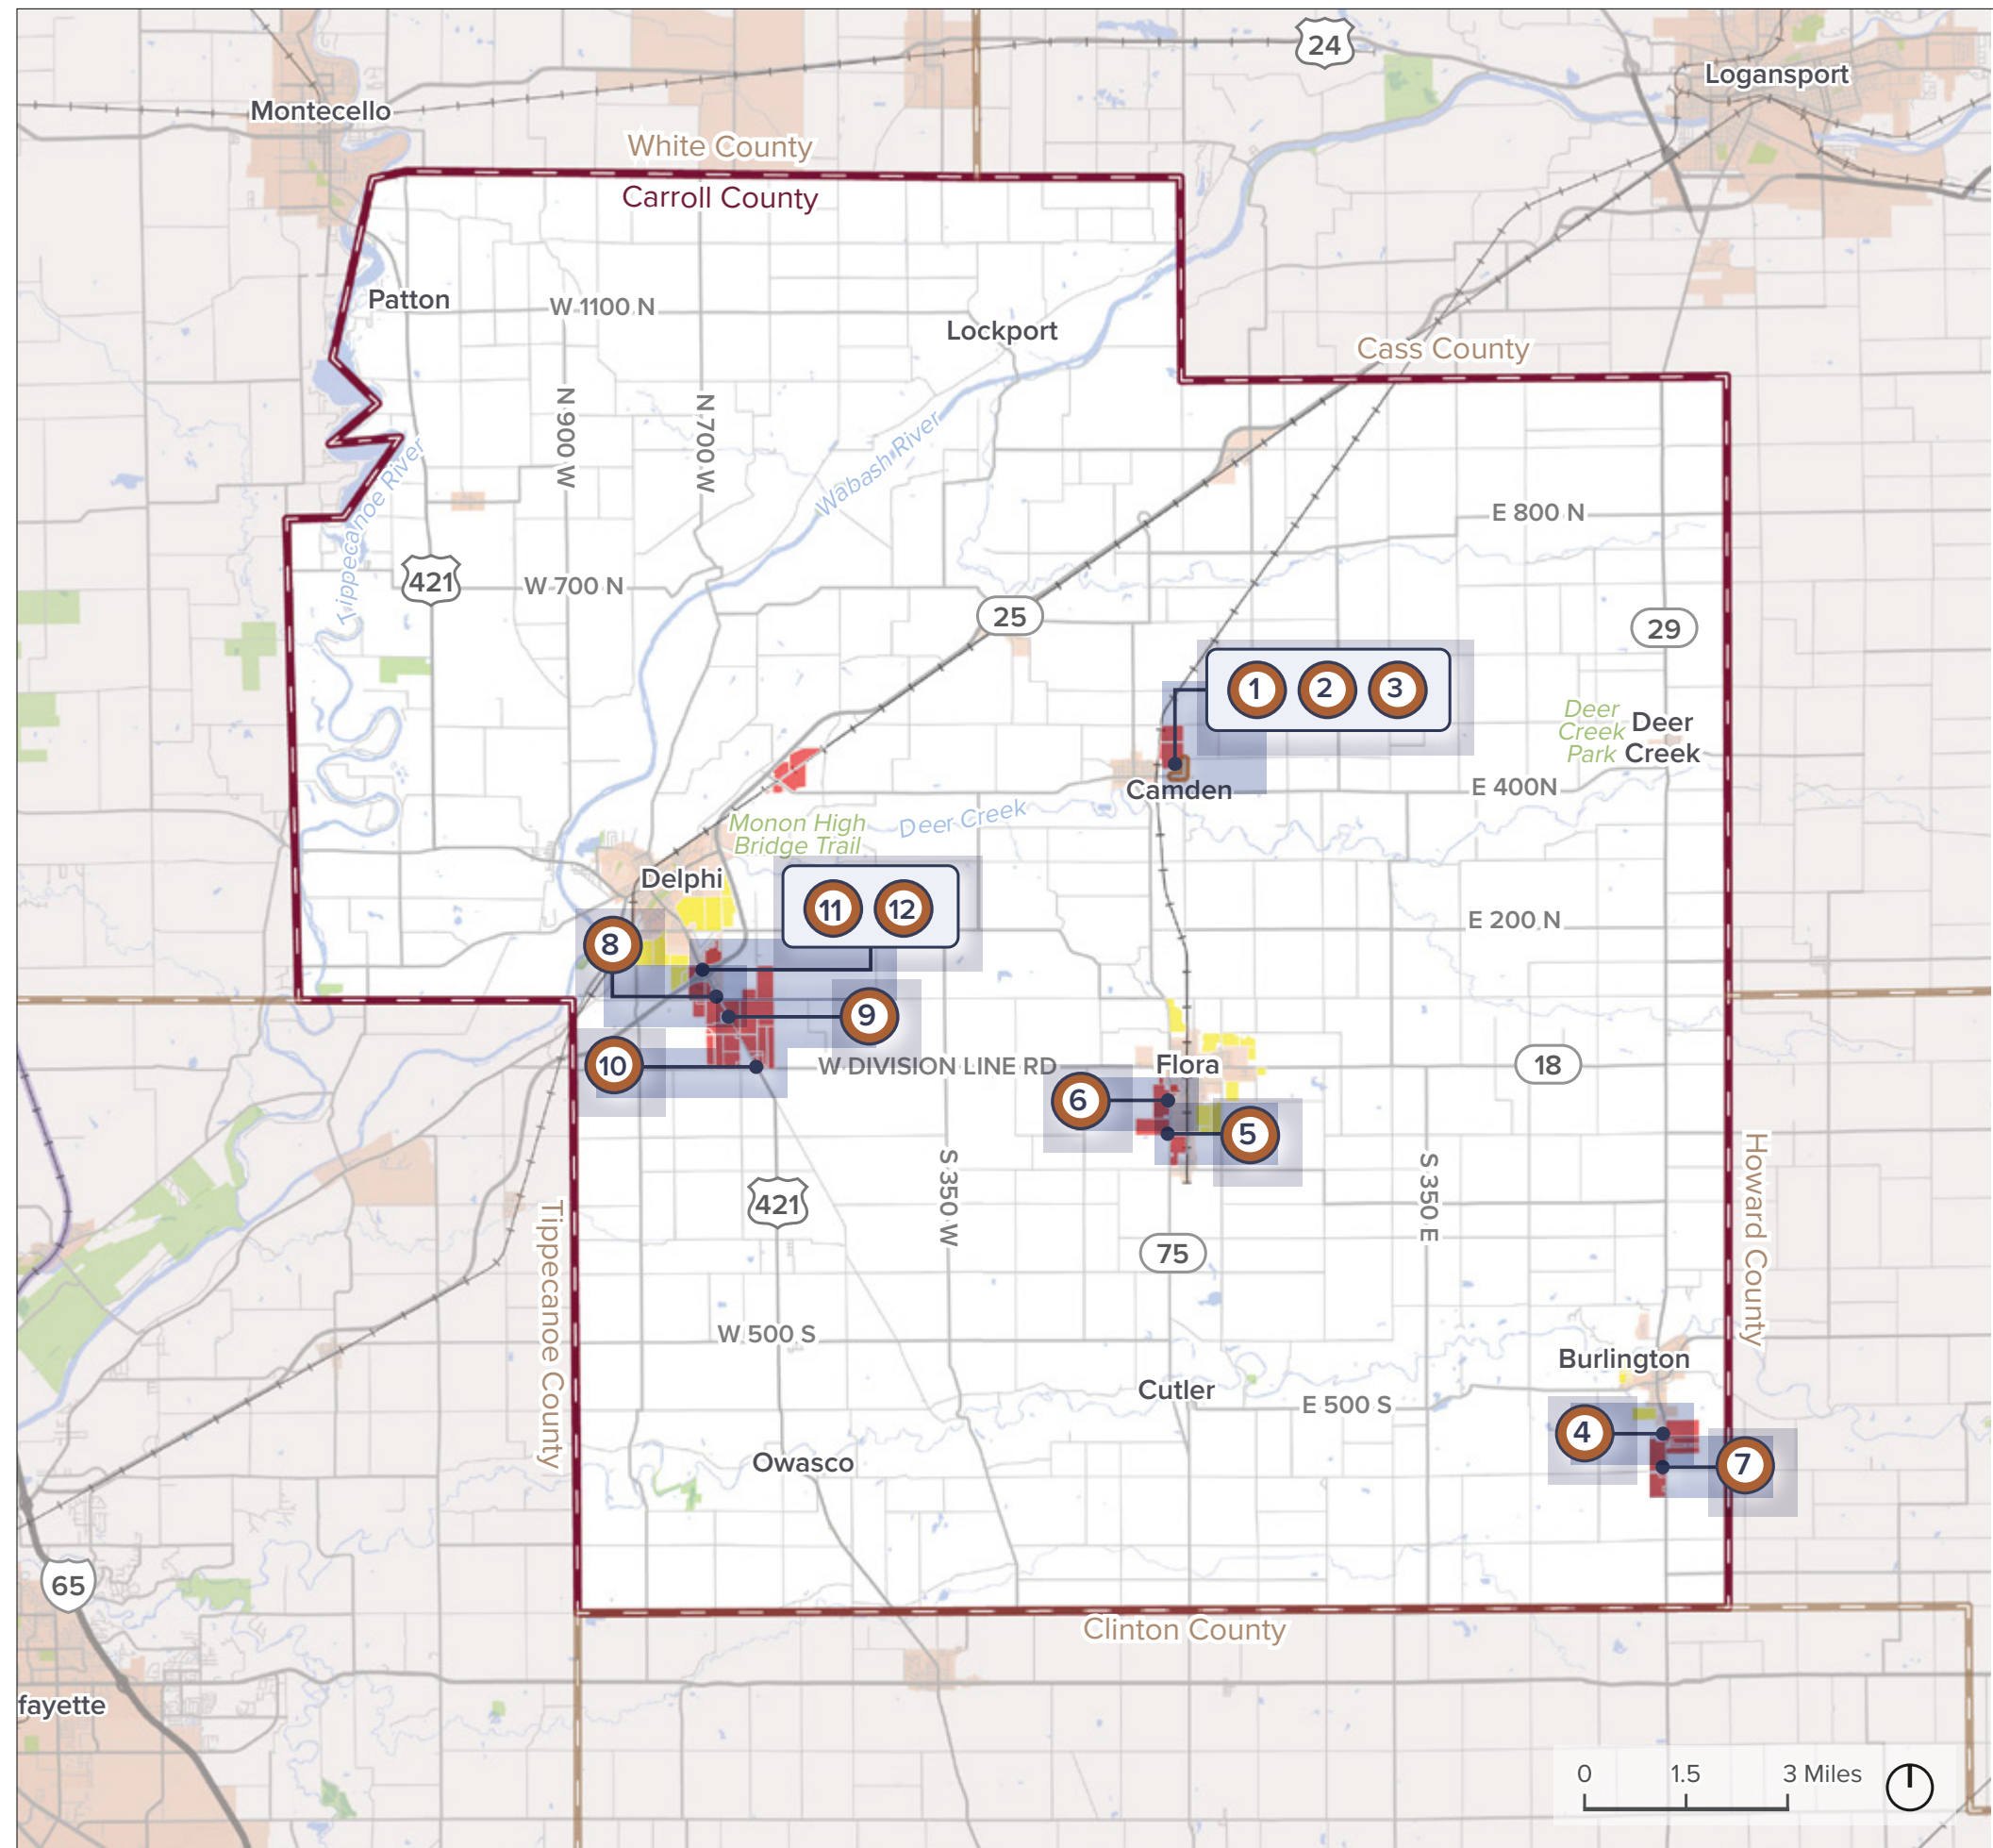 24
Logansport
Montecello
White County
Carroll County
Patton
W 1100 N
Lockport
Cass County
N 900 W
N 700 W
Wabash River
Tippecanoe River
E 800 N
421
W 700 N
25
29
1 2 3
Deer
Creek
Park
Deer
Creek
E 400N
Camden
Monon High
Bridge Trail
Deer Creek
Delphi
11 12
E 200 N
8
9
10
W DIVISION LINE RD
Flora
18
6
5
S 350 W
S 350 E
Howard County
421
Tippecanoe County
75
W 500 S
Burlington
Cutler
E 500 S
4
Owasco
7
65
Clinton County
fayette
0 1.5 3 Miles